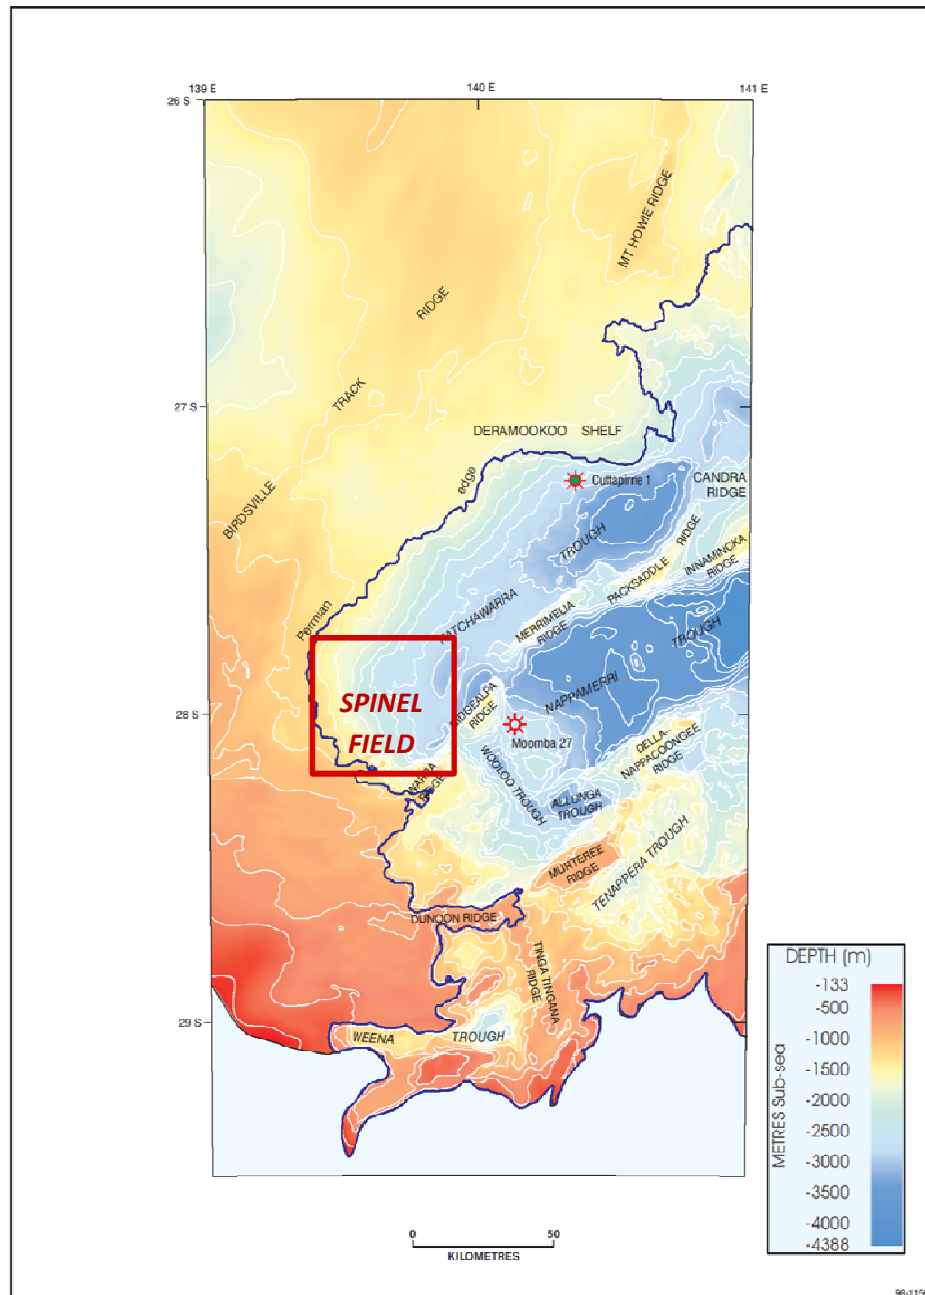 139 E
140 E
141 E
26 S
MT HOWIE RIDGE
RIDGE
TRACK
27 S
DERAMOOKOO SHELF
edge
Cuttapirrie 1
CANDRA
RIDGE
BIRDSVILLE
TROUGH
RIDGE
INNAMINCKA
RIDGE
PACKSADDLE
Permian
PATCHAWARRA
MERRIMELIA
RIDGE
TROUGH
SPINEL
FIELD
NAPPAMERRI
RIDGE
28 S
Moomba 27
DELLA-
NAPPACOONGEE
RIDGE
WARRA
RIDGE
WOOLOO TROUGH
ALLUNGA
TROUGH
MURTEREE
RIDGE
TENAPPERA TROUGH
DUNOON RIDGE
TINGA TINGANA
RIDGE
29 S
WEENA TROUGH
DEPTH (m)
-133
-500
-1000
-1500
-2000
-2500
-3000
-3500
-4000
-4388
METRES Sub-sea
0 50
KILOMETRES